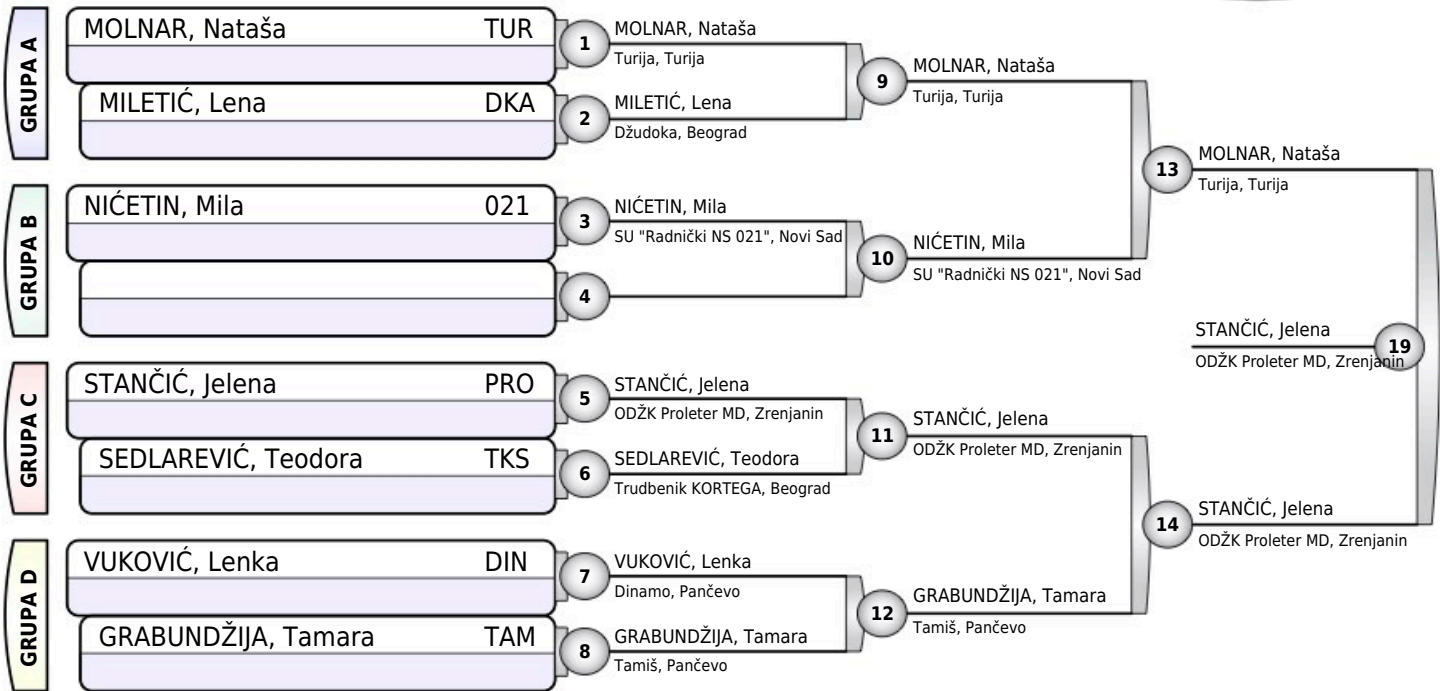 GRUPA A
MOLNAR, Nataša TUR
MILETIĆ, Lena DKA
1
MOLNAR, Nataša
Turija, Turija
2
MILETIĆ, Lena
Džudoka, Beograd
9
MOLNAR, Nataša
Turija, Turija
GRUPA B
NIĆETIN, Mila 021
3
NIĆETIN, Mila
SU "Radnički NS 021", Novi Sad
4
10
NIĆETIN, Mila
SU "Radnički NS 021", Novi Sad
13
MOLNAR, Nataša
Turija, Turija
GRUPA C
STANČIĆ, Jelena PRO
SEDLAREVIĆ, Teodora TKS
5
STANČIĆ, Jelena
ODŽK Proleter MD, Zrenjanin
6
SEDLAREVIĆ, Teodora
Trudbenik KORTEGA, Beograd
11
STANČIĆ, Jelena
ODŽK Proleter MD, Zrenjanin
GRUPA D
VUKOVIĆ, Lenka DIN
GRABUNDŽIJA, Tamara TAM
7
VUKOVIĆ, Lenka
Dinamo, Pančevo
8
GRABUNDŽIJA, Tamara
Tamiš, Pančevo
12
GRABUNDŽIJA, Tamara
Tamiš, Pančevo
14
STANČIĆ, Jelena
ODŽK Proleter MD, Zrenjanin
19
STANČIĆ, Jelena
ODŽK Proleter MD, Zrenjanin